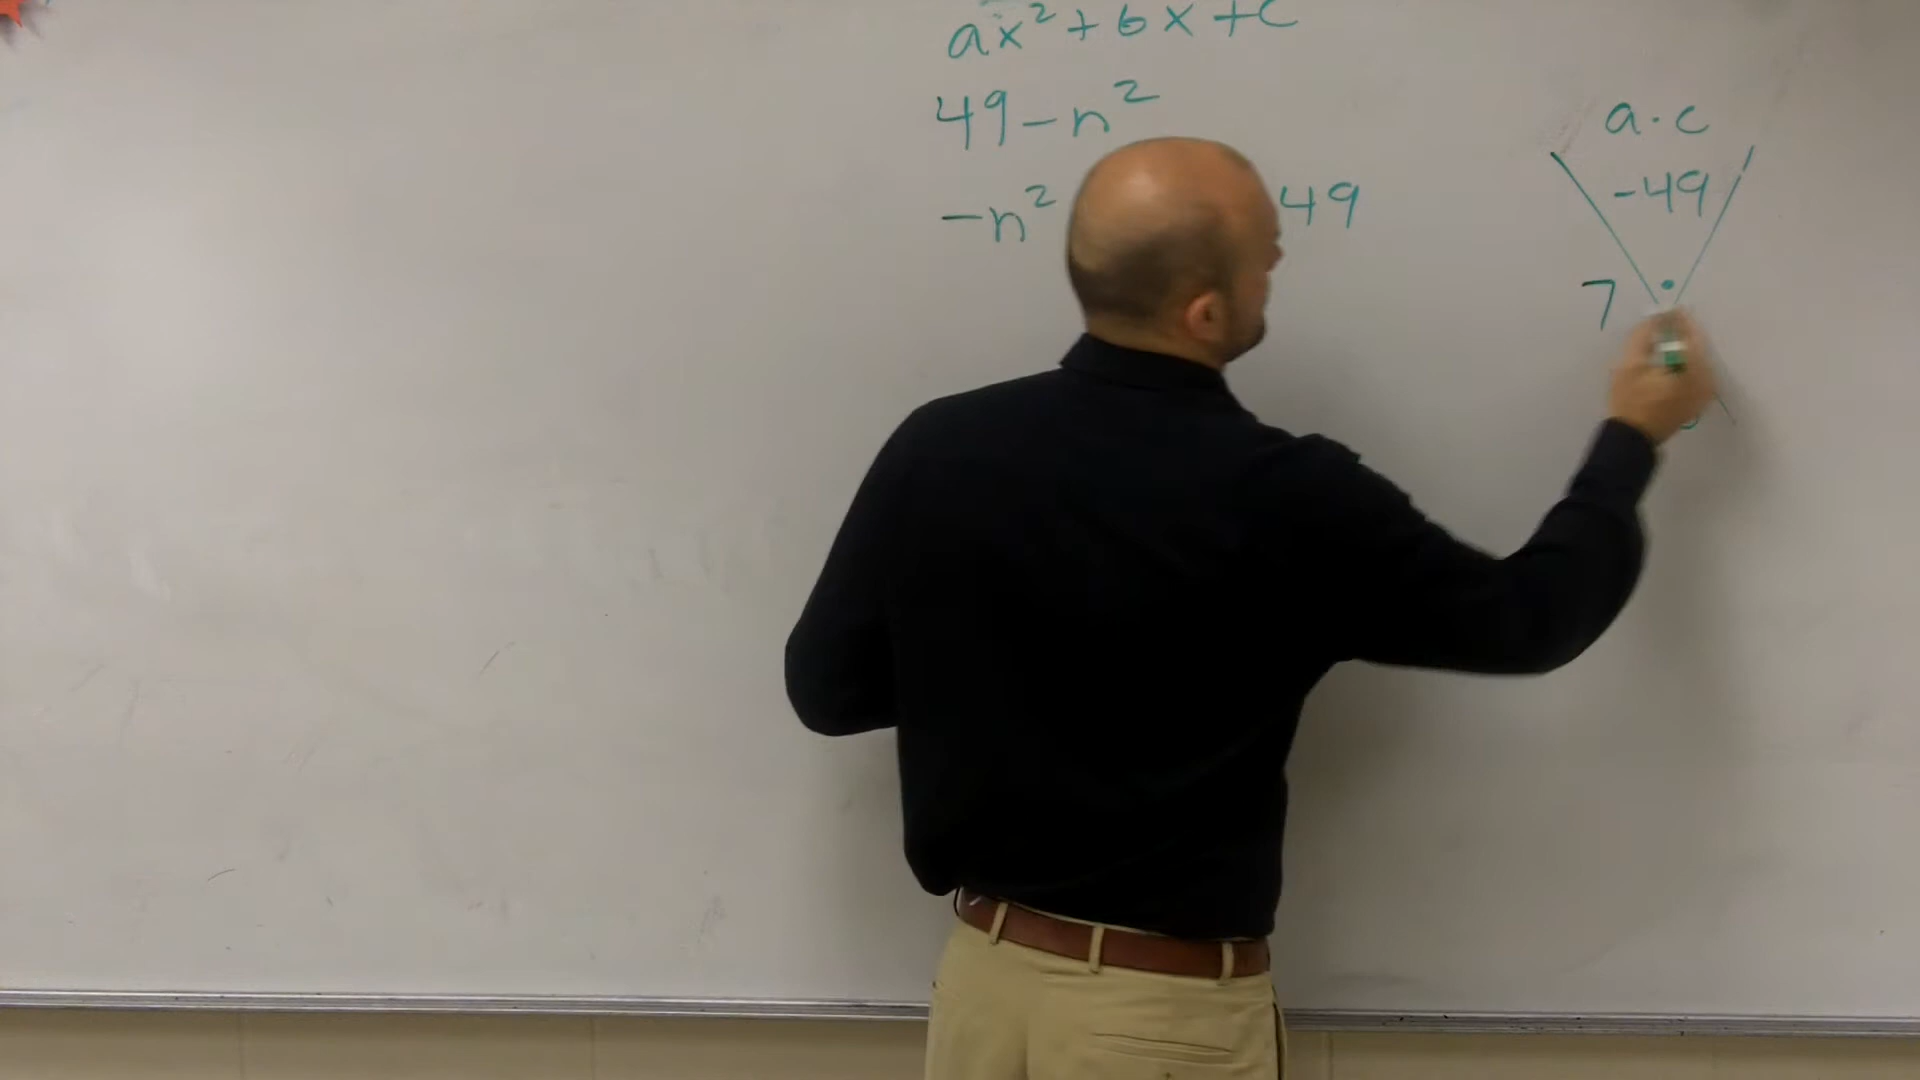 ax² + bx + c
49 - n²
-n² 49
a · c
-49
7 ·